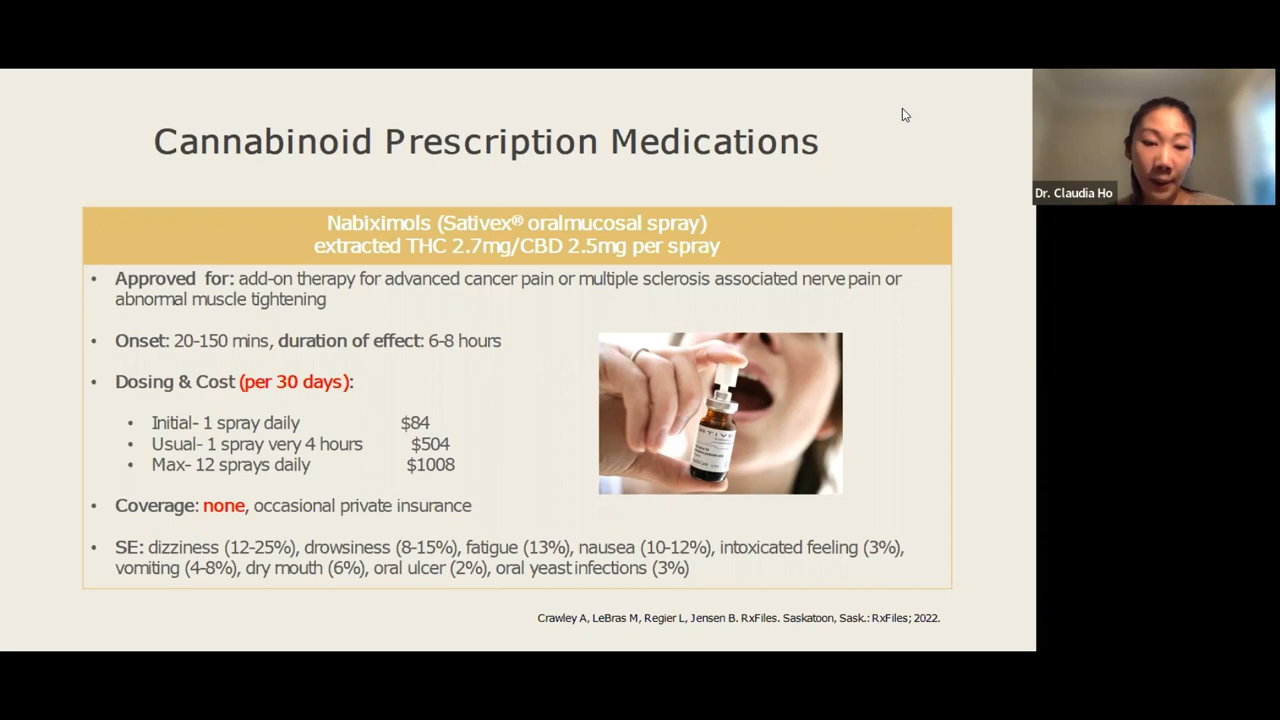 Cannabinoid Prescription Medications
Dr. Claudia Ho
Nabiximols (Sativex® oralmucosal spray)
extracted THC 2.7mg/CBD 2.5mg per spray
• Approved for: add-on therapy for advanced cancer pain or multiple sclerosis associated nerve pain or
abnormal muscle tightening
• Onset: 20-150 mins, duration of effect: 6-8 hours
• Dosing & Cost (per 30 days):
• Initial- 1 spray daily $84
• Usual- 1 spray very 4 hours $504
• Max- 12 sprays daily $1008
• Coverage: none, occasional private insurance
• SE: dizziness (12-25%), drowsiness (8-15%), fatigue (13%), nausea (10-12%), intoxicated feeling (3%),
vomiting (4-8%), dry mouth (6%), oral ulcer (2%), oral yeast infections (3%)
Crawley A, LeBras M, Regier L, Jensen B. RxFiles. Saskatoon, Sask.: RxFiles; 2022.